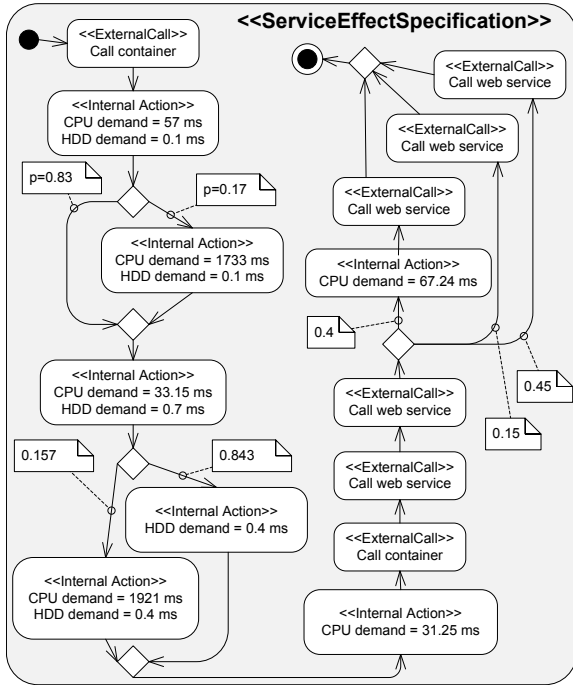 <<ServiceEffectSpecification>>
<<ExternalCall>>
Call container
<<Internal Action>>
CPU demand = 57 ms
HDD demand = 0.1 ms
p=0.83
p=0.17
<<Internal Action>>
CPU demand = 1733 ms
HDD demand = 0.1 ms
<<Internal Action>>
CPU demand = 33.15 ms
HDD demand = 0.7 ms
0.157
0.843
<<Internal Action>>
HDD demand = 0.4 ms
<<Internal Action>>
CPU demand = 1921 ms
HDD demand = 0.4 ms
<<Internal Action>>
CPU demand = 31.25 ms
<<ExternalCall>>
Call container
<<ExternalCall>>
Call web service
<<ExternalCall>>
Call web service
0.4
0.15
0.45
<<Internal Action>>
CPU demand = 67.24 ms
<<ExternalCall>>
Call web service
<<ExternalCall>>
Call web service
<<ExternalCall>>
Call web service